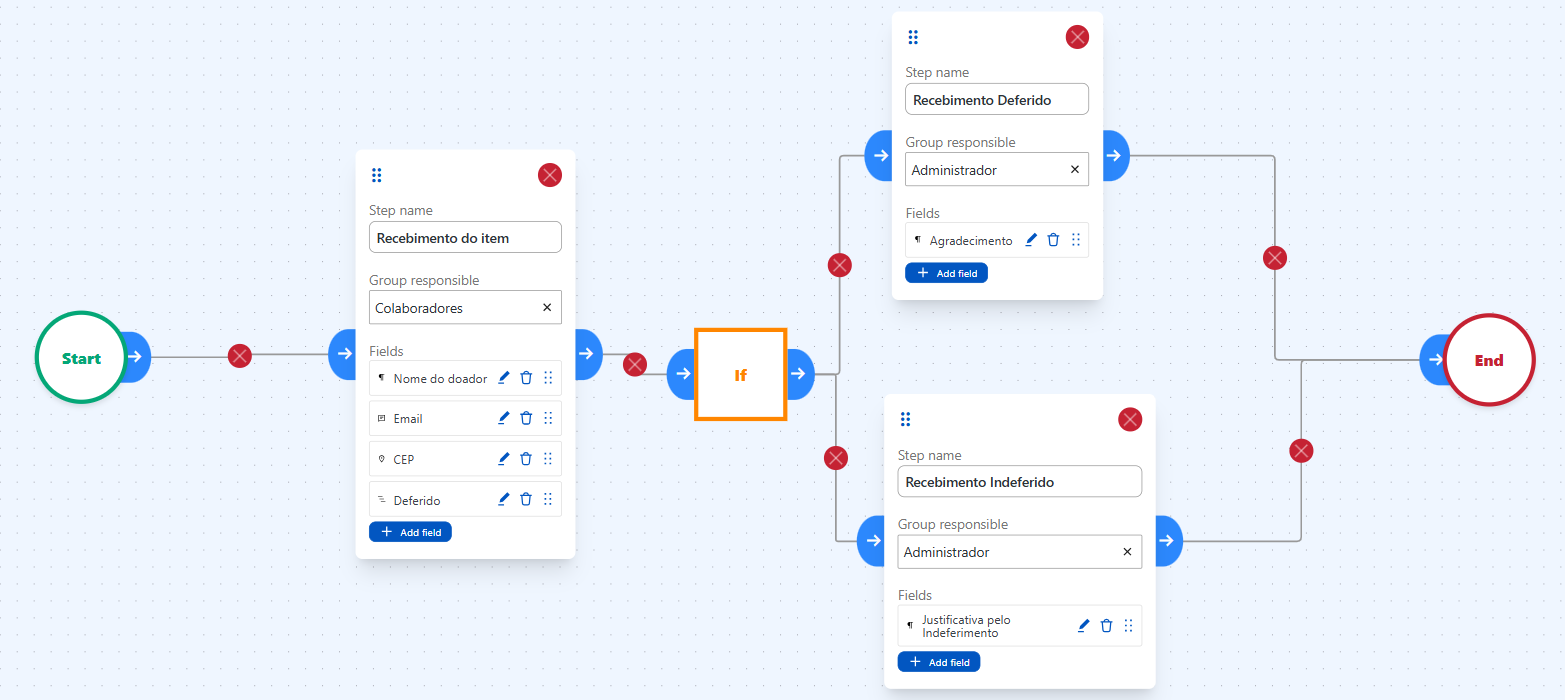 Start
Step name
Recebimento do item
Group responsible
Colaboradores
Fields
Nome do doador
Email
CEP
Deferido
Add field
If
Step name
Recebimento Deferido
Group responsible
Administrador
Fields
Agradecimento
Add field
Step name
Recebimento Indeferido
Group responsible
Administrador
Fields
Justificativa pelo
Indeferimento
Add field
End